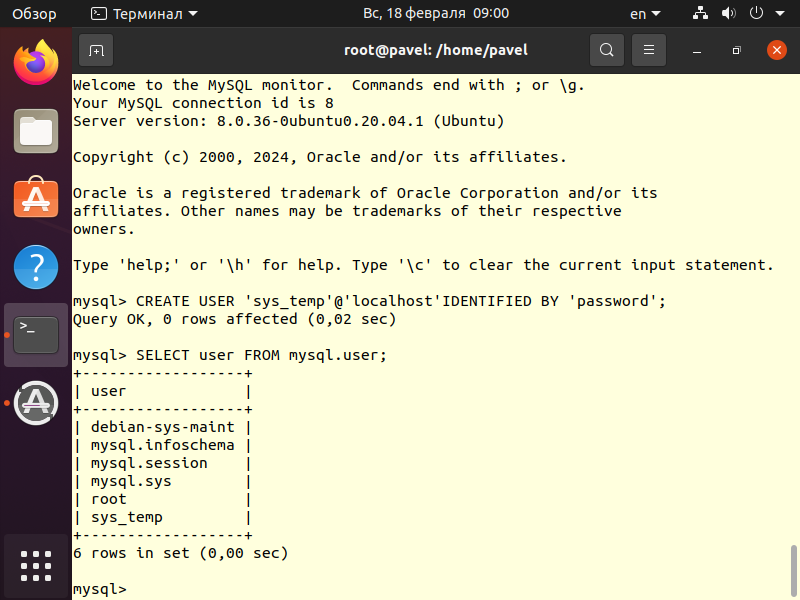 Обзор Терминал Вс, 18 февраля 09:00 en
root@pavel: /home/pavel
Welcome to the MySQL monitor.  Commands end with ; or \g.
Your MySQL connection id is 8
Server version: 8.0.36-0ubuntu0.20.04.1 (Ubuntu)
Copyright (c) 2000, 2024, Oracle and/or its affiliates.
Oracle is a registered trademark of Oracle Corporation and/or its
affiliates. Other names may be trademarks of their respective
owners.
Type 'help;' or '\h' for help. Type '\c' to clear the current input statement.
mysql> CREATE USER 'sys_temp'@'localhost'IDENTIFIED BY 'password';
Query OK, 0 rows affected (0,02 sec)
mysql> SELECT user FROM mysql.user;
+------------------+
| user             |
+------------------+
| debian-sys-maint |
| mysql.infoschema |
| mysql.session    |
| mysql.sys        |
| root             |
| sys_temp         |
+------------------+
6 rows in set (0,00 sec)
mysql>